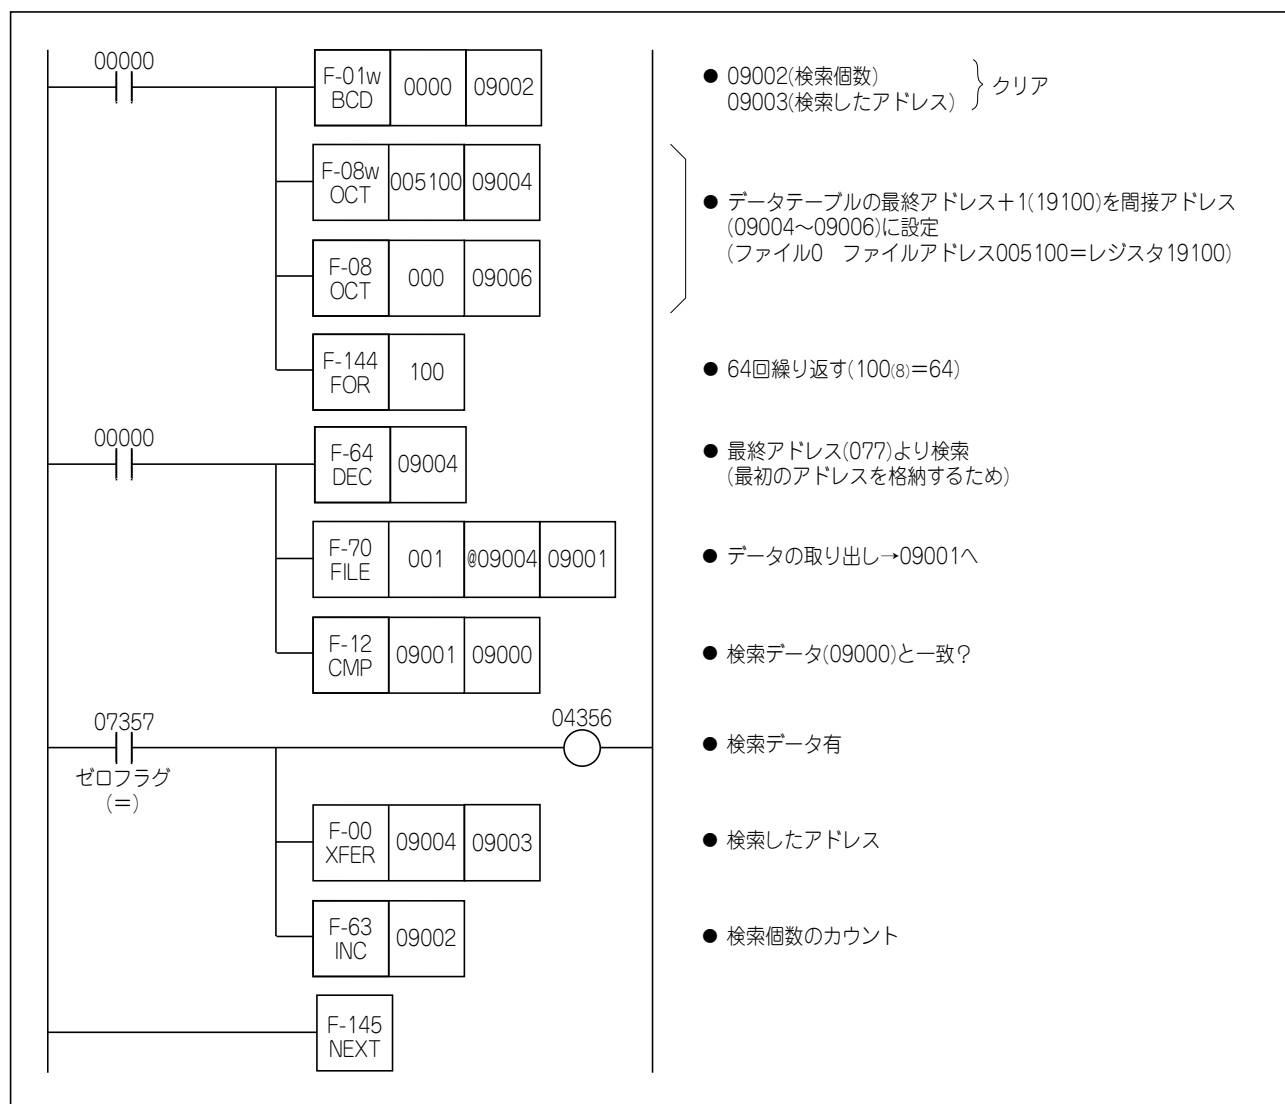 00000
F-01w
BCD
0000
09002
● 09002(検索個数)
09003(検索したアドレス)
クリア
F-08w
OCT
005100
09004
● データテーブルの最終アドレス＋1(19100)を間接アドレス
(09004～09006)に設定
(ファイル0　ファイルアドレス005100＝レジスタ19100)
F-08
OCT
000
09006
F-144
FOR
100
● 64回繰り返す(100(8)＝64)
00000
F-64
DEC
09004
● 最終アドレス(077)より検索
(最初のアドレスを格納するため)
F-70
FILE
001
@09004
09001
● データの取り出し→09001へ
F-12
CMP
09001
09000
● 検索データ(09000)と一致？
07357
ゼロフラグ
(＝)
04356
● 検索データ有
F-00
XFER
09004
09003
● 検索したアドレス
F-63
INC
09002
● 検索個数のカウント
F-145
NEXT